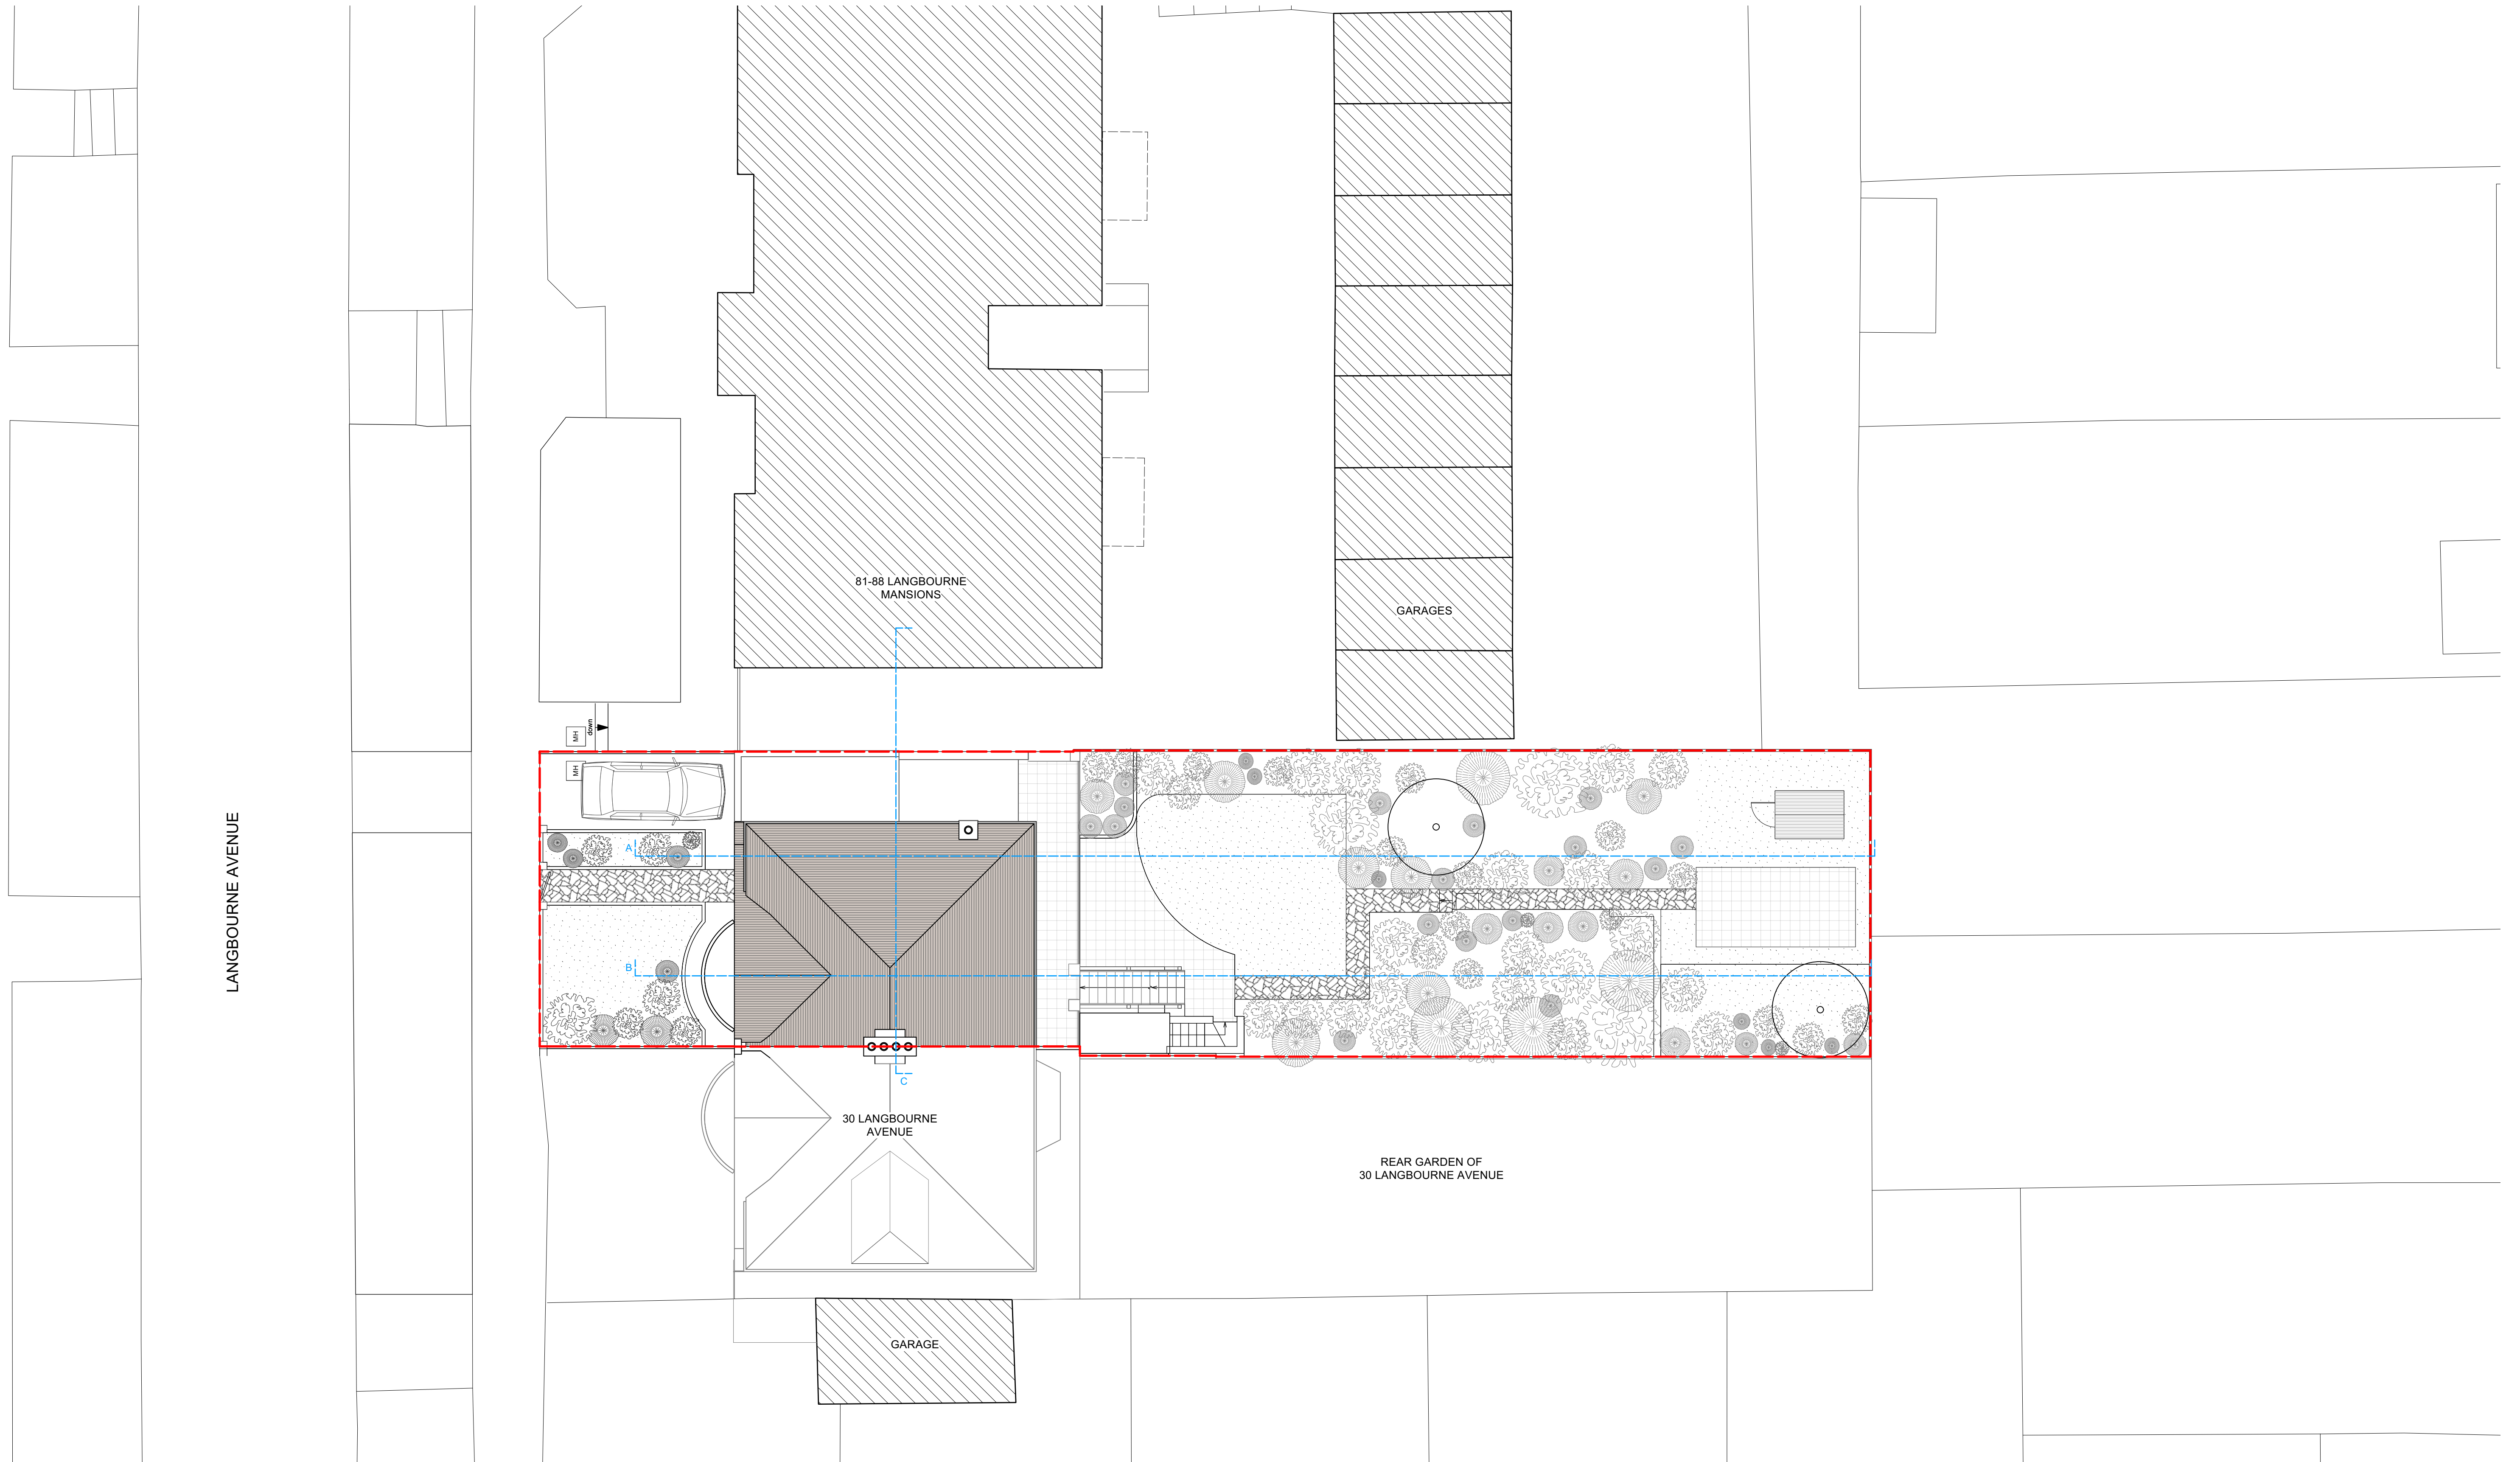 81-88 LANGBOURNE
MANSIONS
GARAGES
down
MH
MH
LANGBOURNE AVENUE
A
B
C
30 LANGBOURNE
AVENUE
REAR GARDEN OF
30 LANGBOURNE AVENUE
GARAGE